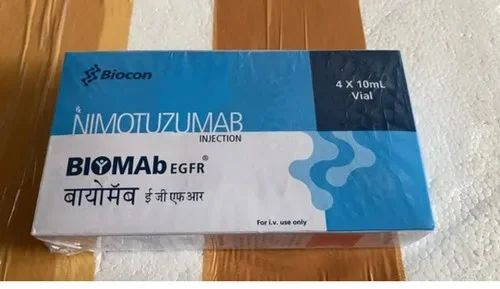 Biocon
4 X 10mL
Vial
NIMOTUZUMAB
INJECTION
BIOMAb EGFR®
बायोमॅब ई जी एफ आर
For i.v. use only